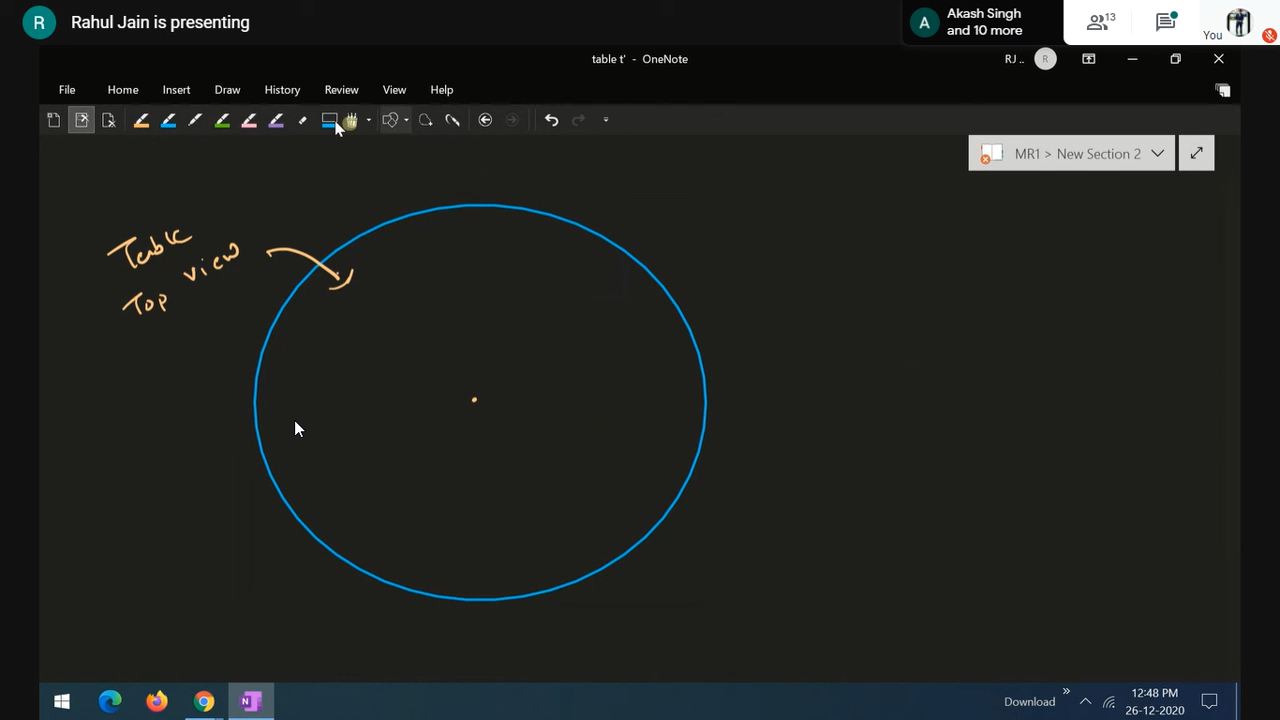 R Rahul Jain is presenting
A Akash Singh
and 10 more
13
You
table t' - OneNote
RJ ..
R
File Home Insert Draw History Review View Help
MR1 > New Section 2
Table
view
Top
Download
»
12:48 PM
26-12-2020